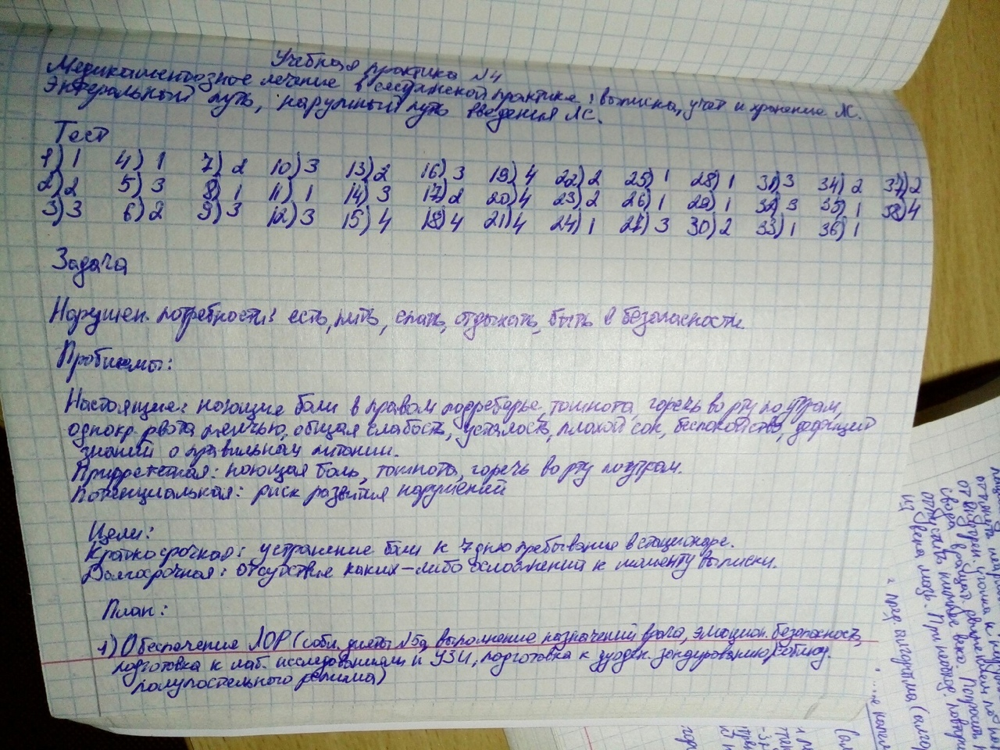 Учебная практика №4
Медикаментозное лечение в сестринской практике: выписка, учет и хранение ЛС.
Энтеральный путь, наружный путь введения ЛС.
Тест
1) 1 4) 1 7) 2 10) 3 13) 2 16) 3 19) 4 22) 2 25) 1 28) 1 31) 3 34) 2 37) 2
2) 2 5) 3 8) 1 11) 1 14) 3 17) 2 20) 4 23) 2 26) 1 29) 1 32) 3 35) 1 38) 4
3) 3 6) 2 9) 3 12) 3 15) 4 18) 4 21) 4 24) 1 27) 3 30) 2 33) 1 36) 1
Задача
Нарушен. потребности: есть, пить, спать, отдыхать, быть в безопасности.
Проблемы:
Настоящие: ноющие боли в правом подреберье, тошнота, горечь во рту по утрам,
однокр. рвота желчью, общая слабость, усталость, плохой сон, беспокойство, дефицит
знаний о правильном питании.
Приоритетная: ноющая боль, тошнота, горечь во рту по утрам.
Потенциальная: риск развития нарушений
Цели:
Краткосрочная: устранение боли к 7 дню пребывание в стационаре.
Долгосрочная: отсутствие каких-либо осложнений к моменту выписки.
План:
1) Обеспечение ЛОР (собл. диеты №5а, выполнение назначений врача, эмоцион. безопасность,
подготовка к лаб. исследованиям и УЗИ, подготовка к дуоден. зондированию, соблюд.
полупостельного режима)